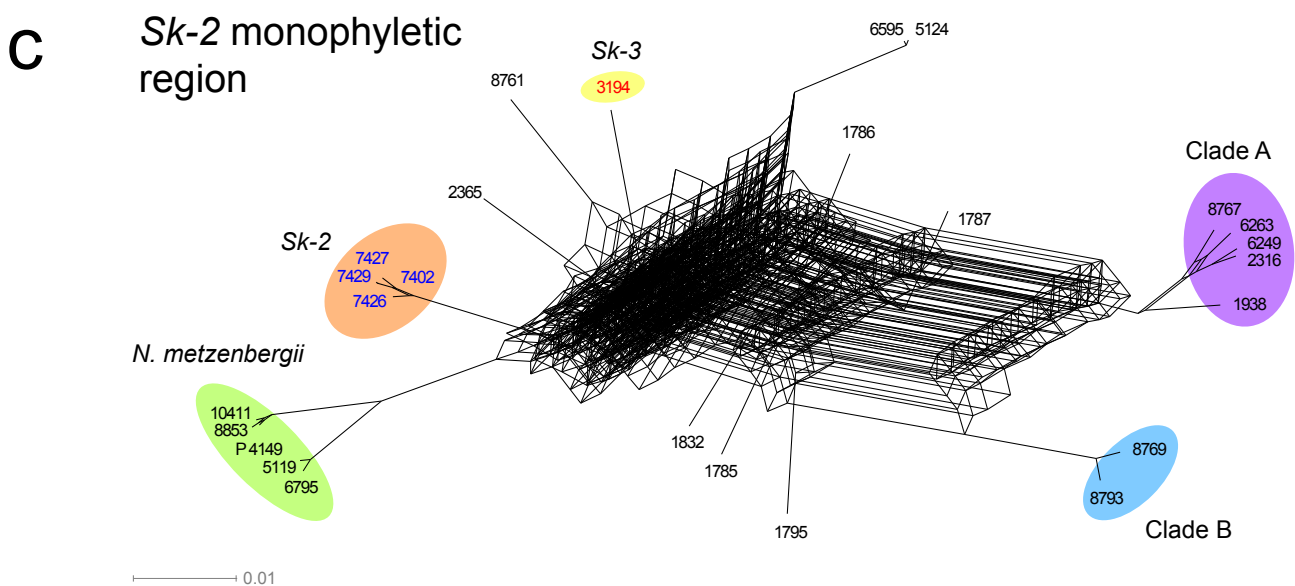 c
Sk-2 monophyletic
region
Sk-3
3194
8761
6595 5124
1786
Clade A
8767
6263
6249
2316
1938
2365
1787
Sk-2
7427
7429
7402
7426
N. metzenbergii
10411
8853
P4149
5119
6795
1832
1785
1795
8769
8793
Clade B
0.01